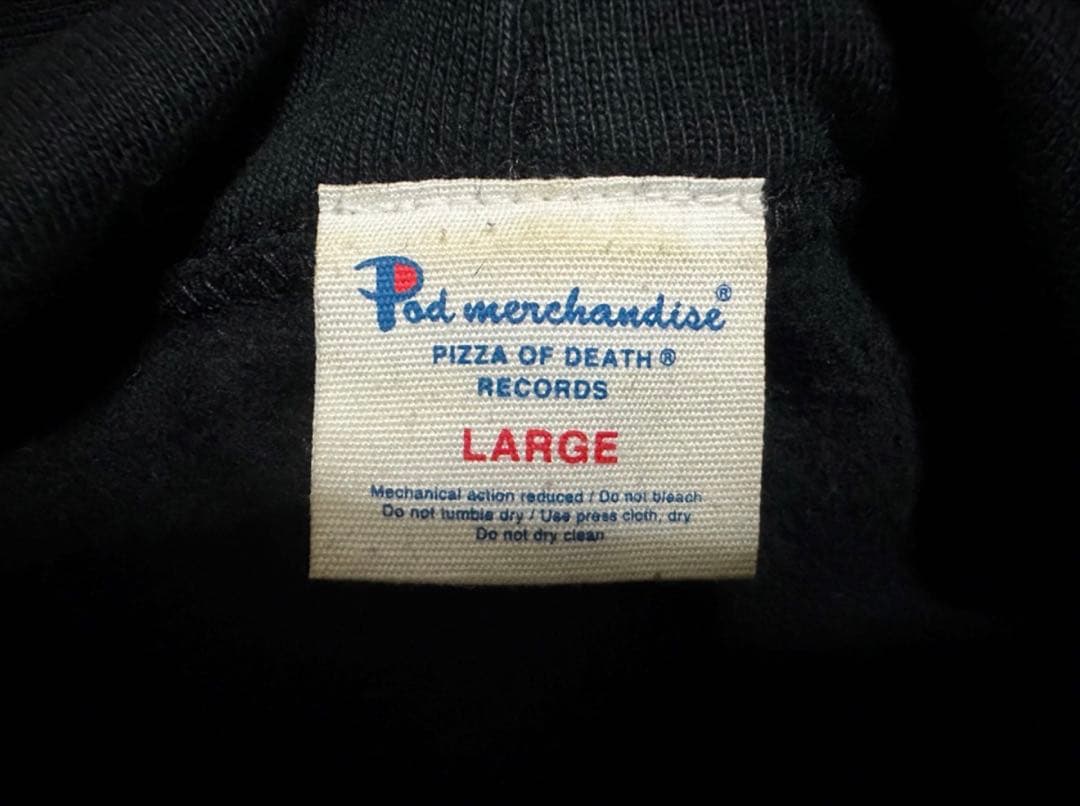 Pod merchandise®
PIZZA OF DEATH®
RECORDS
LARGE
Mechanical action reduced / Do not bleach
Do not tumble dry / Use press cloth, dry
Do not dry clean